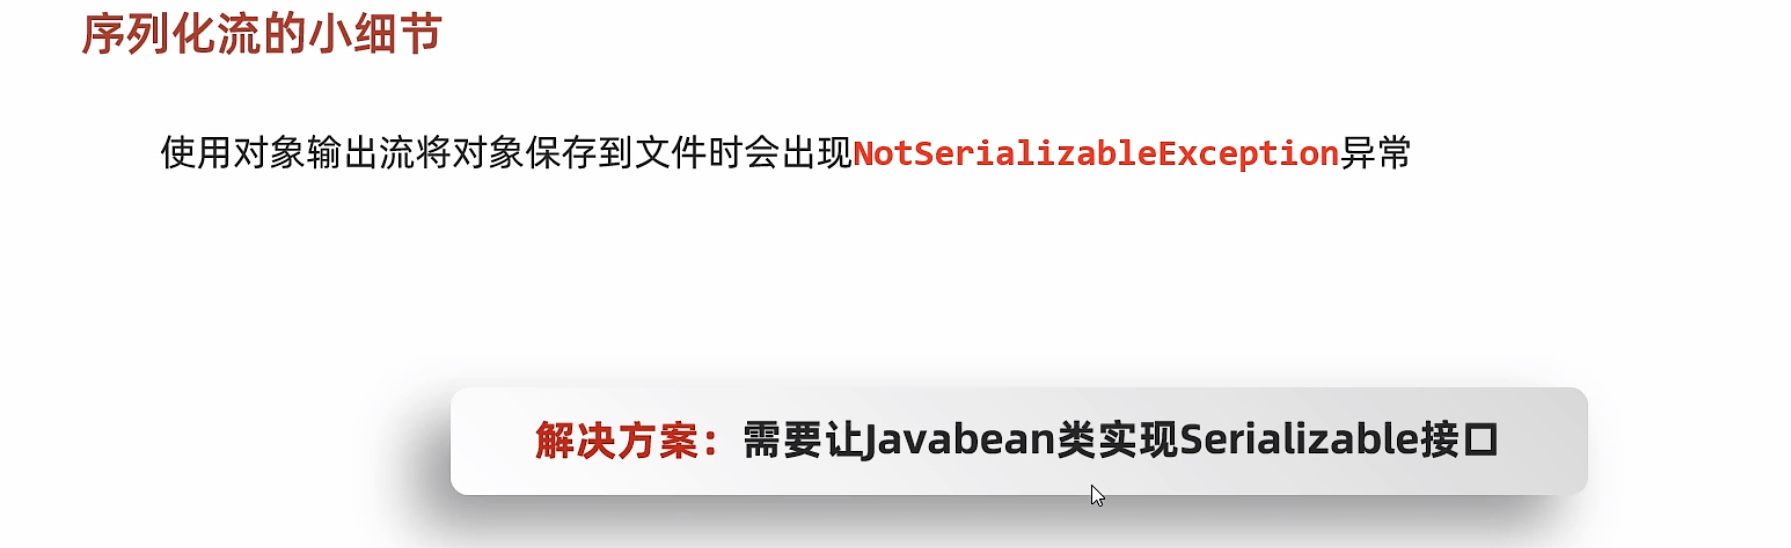 序列化流的小细节
使用对象输出流将对象保存到文件时会出现NotSerializableException异常
解决方案：需要让Javabean类实现Serializable接口